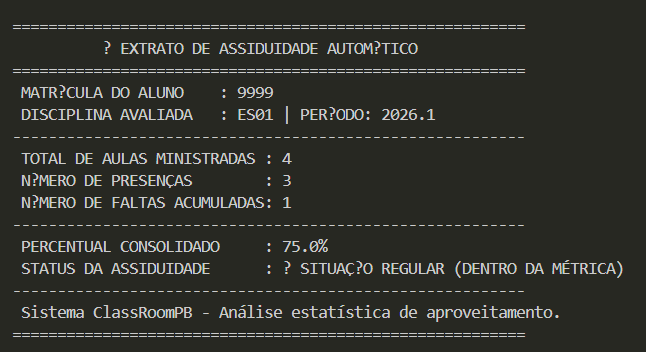 =========================================================
? EXTRATO DE ASSIDUIDADE AUTOM?TICO
=========================================================
MATR?CULA DO ALUNO : 9999
DISCIPLINA AVALIADA : ES01 | PER?ODO: 2026.1
---------------------------------------------------------
TOTAL DE AULAS MINISTRADAS : 4
N?MERO DE PRESENÇAS : 3
N?MERO DE FALTAS ACUMULADAS: 1
---------------------------------------------------------
PERCENTUAL CONSOLIDADO : 75.0%
STATUS DA ASSIDUIDADE : ? SITUAÇ?O REGULAR (DENTRO DA MÉTRICA)
---------------------------------------------------------
Sistema ClassRoomPB - Análise estatística de aproveitamento.
=========================================================